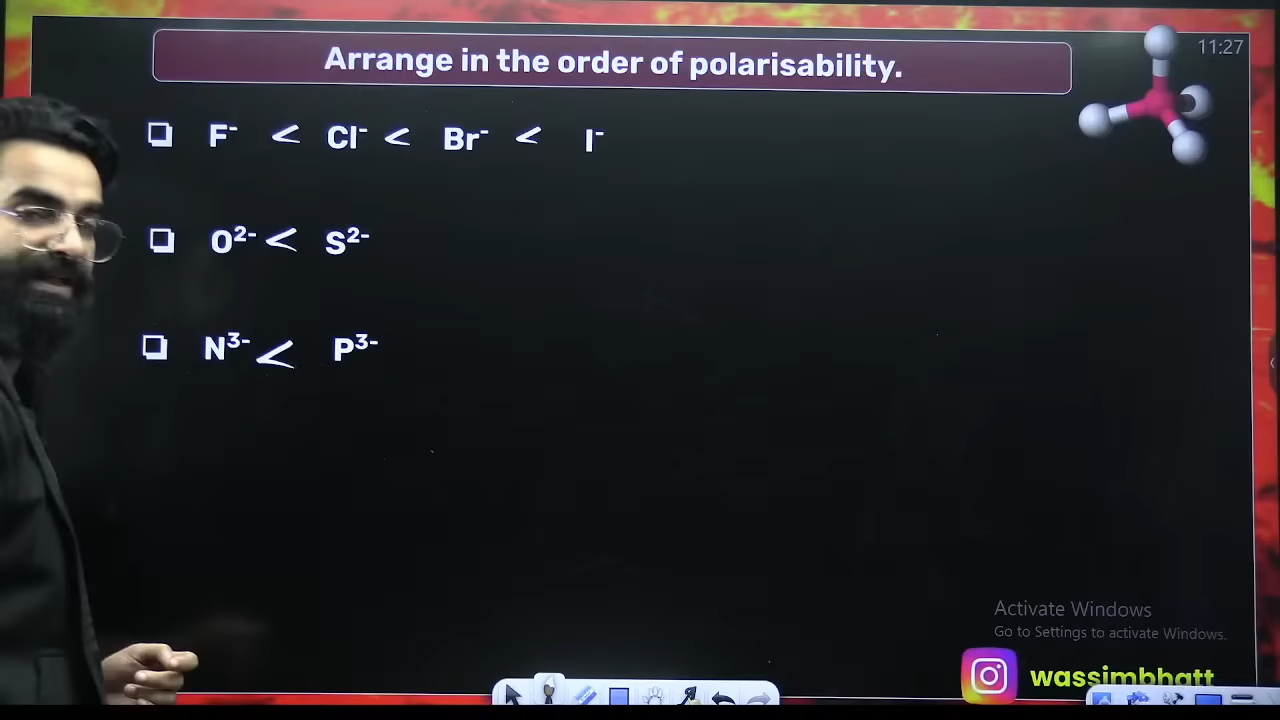 Arrange in the order of polarisability.
11:27
❑ F⁻ < Cl⁻ < Br⁻ < I⁻
❑ O²⁻ < S²⁻
❑ N³⁻ < P³⁻
Activate Windows
Go to Settings to activate Windows.
wassimbhatt